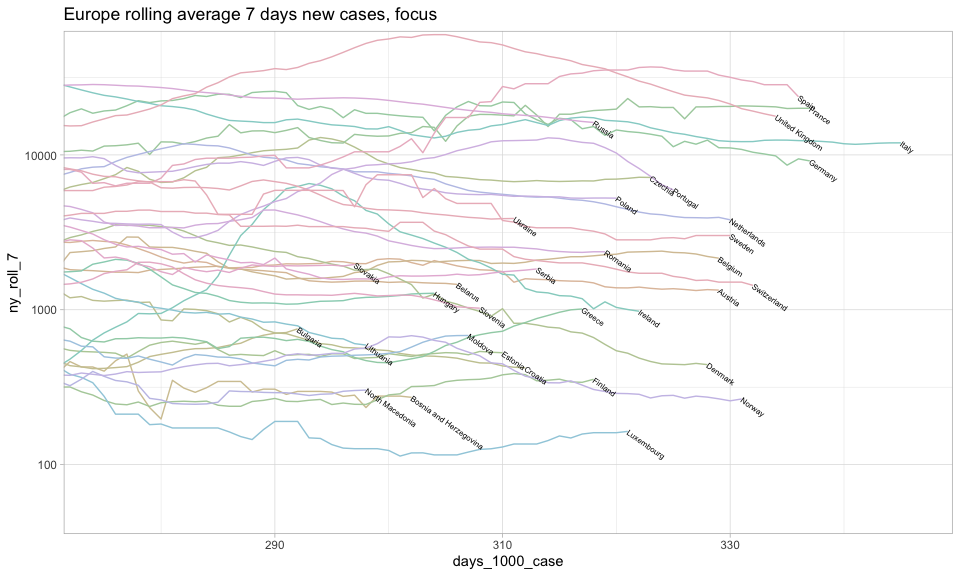 Europe rolling average 7 days new cases, focus
ny_roll_7
10000
1000
100
Spain
France
United Kingdom
Italy
Russia
Germany
Czechia
Portugal
Poland
Netherlands
Ukraine
Sweden
Romania
Belgium
Slovakia
Serbia
Switzerland
Belarus
Austria
Hungary
Slovenia
Greece
Ireland
Bulgaria
Lithuania
Moldova
Estonia
Croatia
Denmark
Finland
North Macedonia
Bosnia and Herzegovina
Norway
Luxembourg
290
310
330
days_1000_case